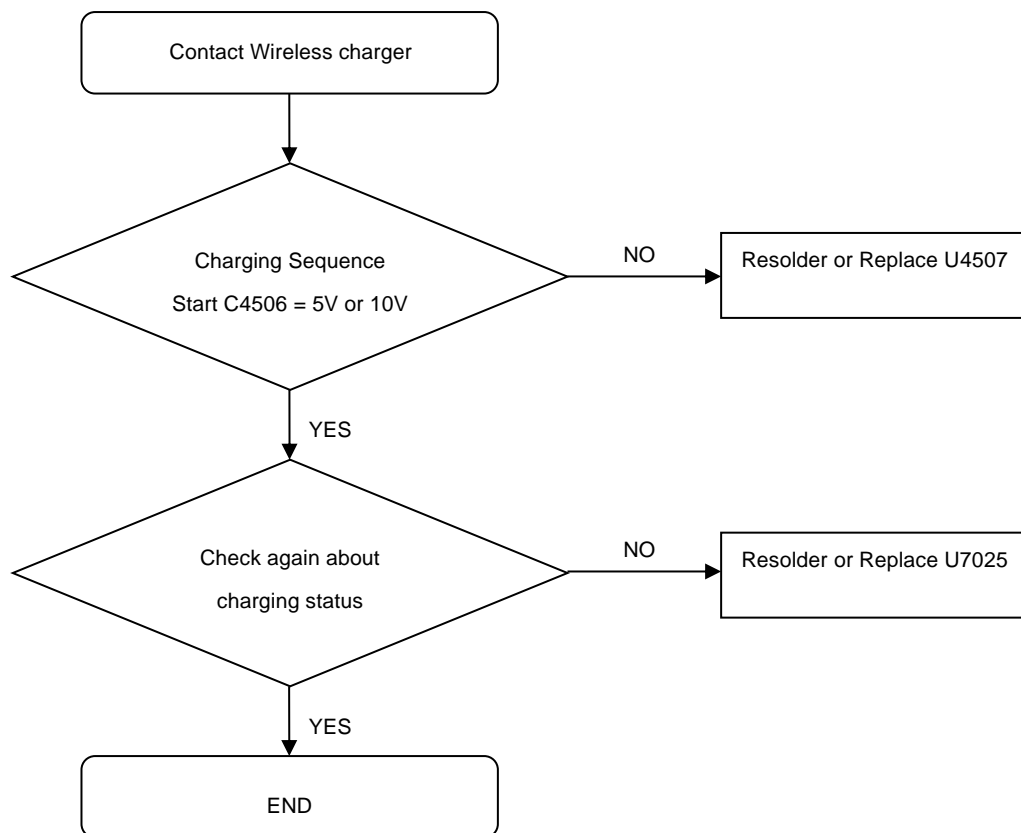 Contact Wireless charger
Charging Sequence
Start C4506 = 5V or 10V
NO
Resolder or Replace U4507
YES
Check again about
charging status
NO
Resolder or Replace U7025
YES
END